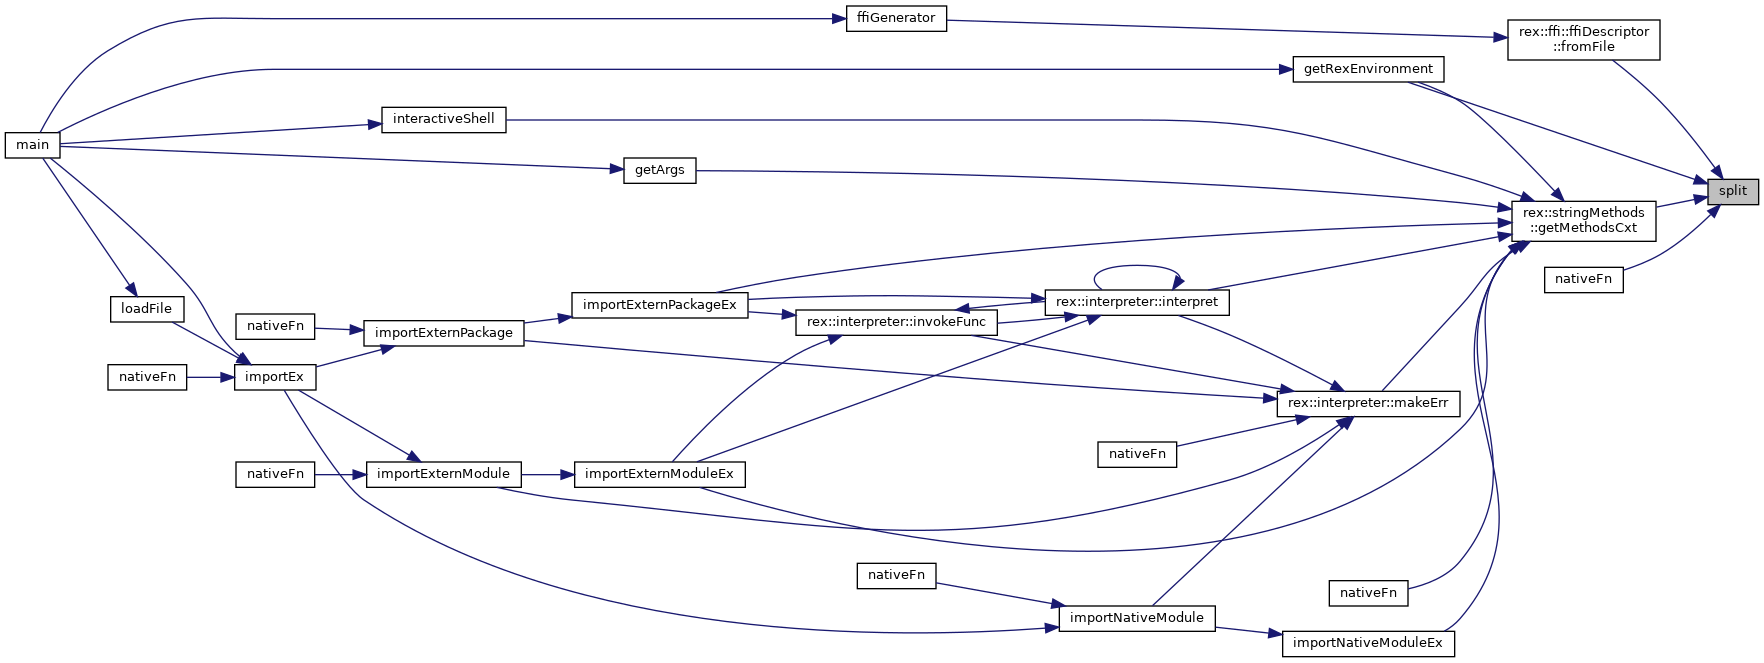 ffiGenerator
rex::ffi::ffiDescriptor
::fromFile
getRexEnvironment
interactiveShell
main
getArgs
split
rex::stringMethods
::getMethodsCxt
nativeFn
rex::interpreter::interpret
importExternPackageEx
loadFile
rex::interpreter::invokeFunc
nativeFn
importExternPackage
nativeFn
importEx
rex::interpreter::makeErr
nativeFn
nativeFn
importExternModule
importExternModuleEx
nativeFn
nativeFn
importNativeModule
importNativeModuleEx